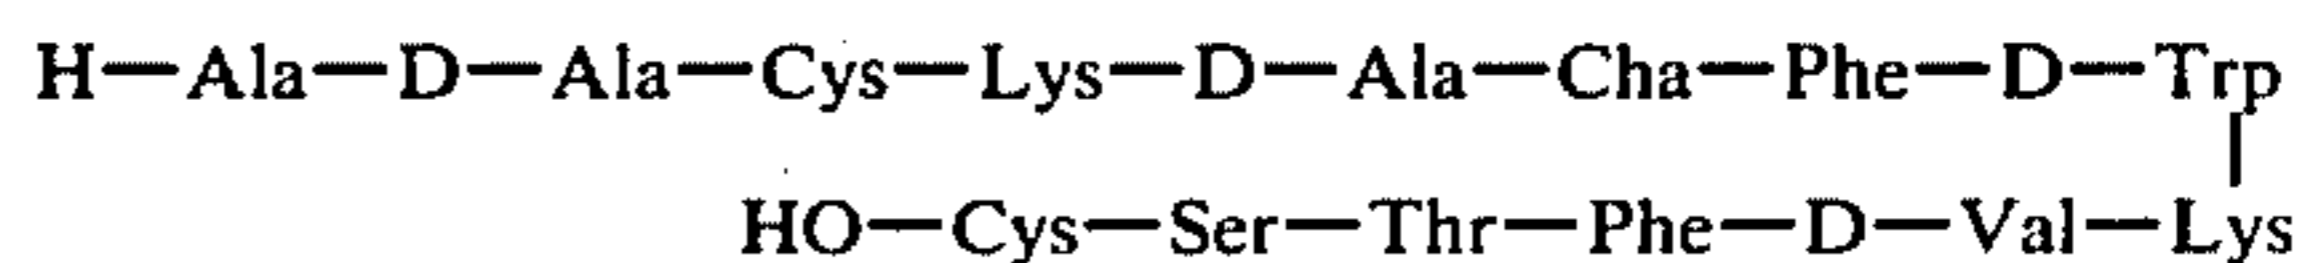 H—Ala—D—Ala—Cys—Lys—D—Ala—Cha—Phe—D—Trp
HO—Cys—Ser—Thr—Phe—D—Val—Lys